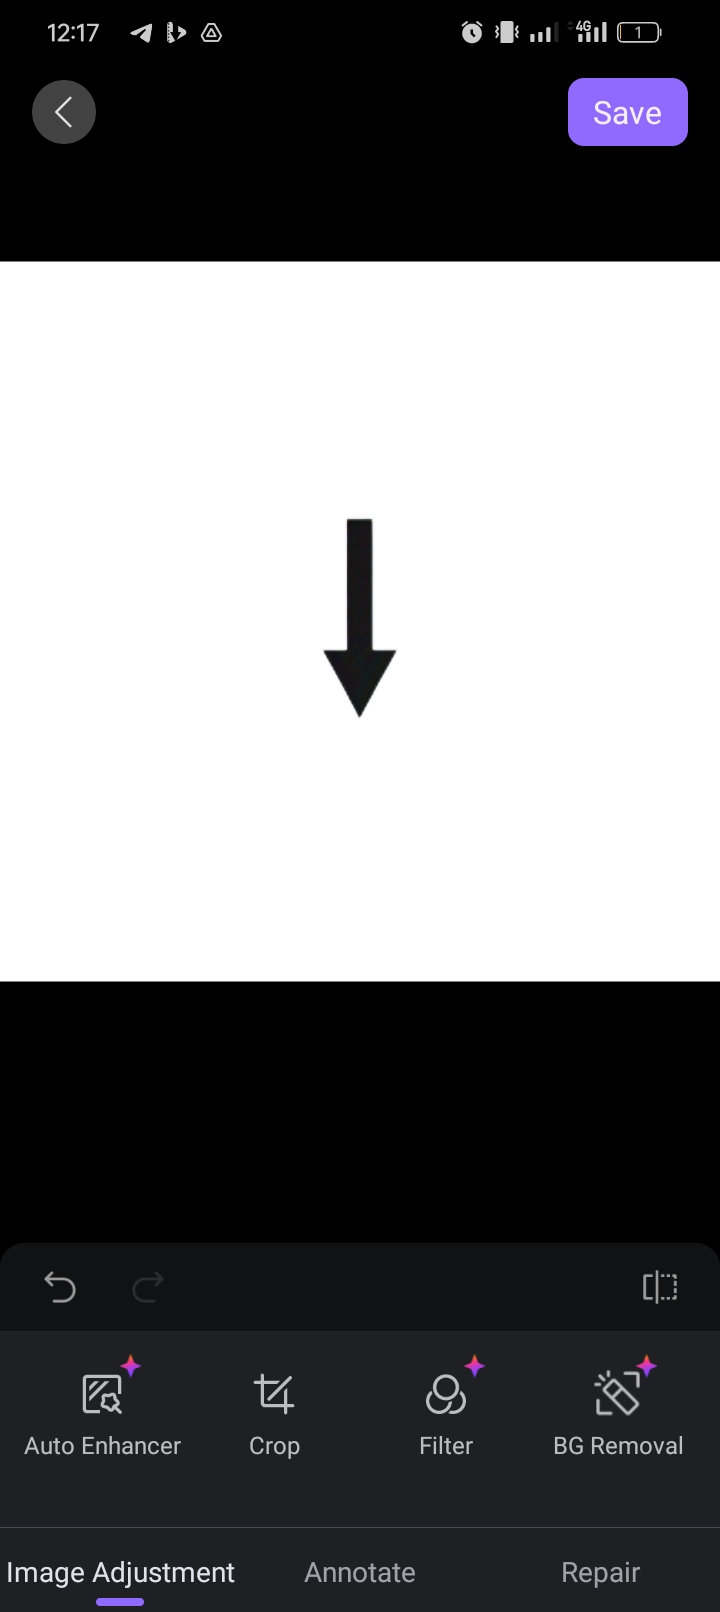 12:17
4G
1
Save
Auto Enhancer
Crop
Filter
BG Removal
Image Adjustment
Annotate
Repair